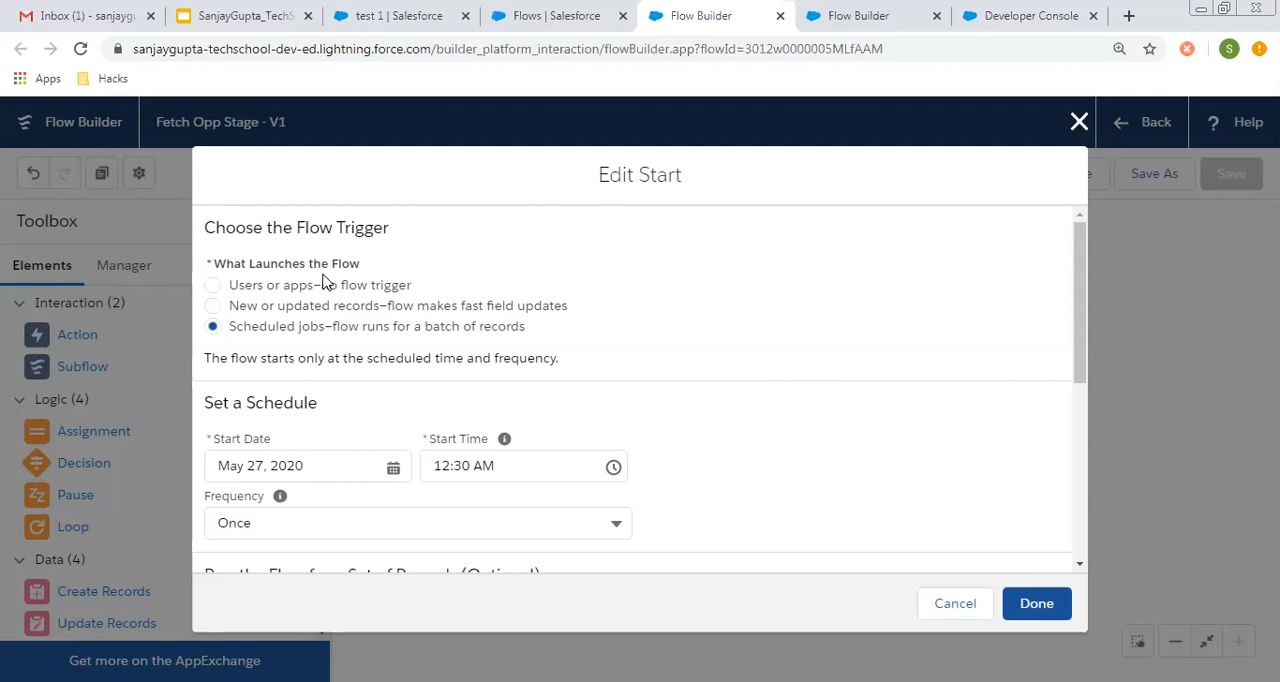 Inbox (1) - sanjayg
SanjayGupta_TechS
test 1 | Salesforce
Flows | Salesforce
Flow Builder
Flow Builder
Developer Console
sanjaygupta-techschool-dev-ed.lightning.force.com/builder_platform_interaction/flowBuilder.app?flowId=3012w0000005MLfAAM
S
Apps
Hacks
Flow Builder
Fetch Opp Stage - V1
Back
? Help
Edit Start
Save As
Save
Toolbox
Choose the Flow Trigger
Elements
Manager
* What Launches the Flow
Users or apps— flow trigger
Interaction (2)
New or updated records—flow makes fast field updates
Action
Scheduled jobs—flow runs for a batch of records
Subflow
The flow starts only at the scheduled time and frequency.
Logic (4)
Set a Schedule
Assignment
* Start Date
* Start Time
Decision
May 27, 2020
12:30 AM
Pause
Frequency
Loop
Once
Data (4)
Create Records
Cancel
Done
Update Records
Get more on the AppExchange